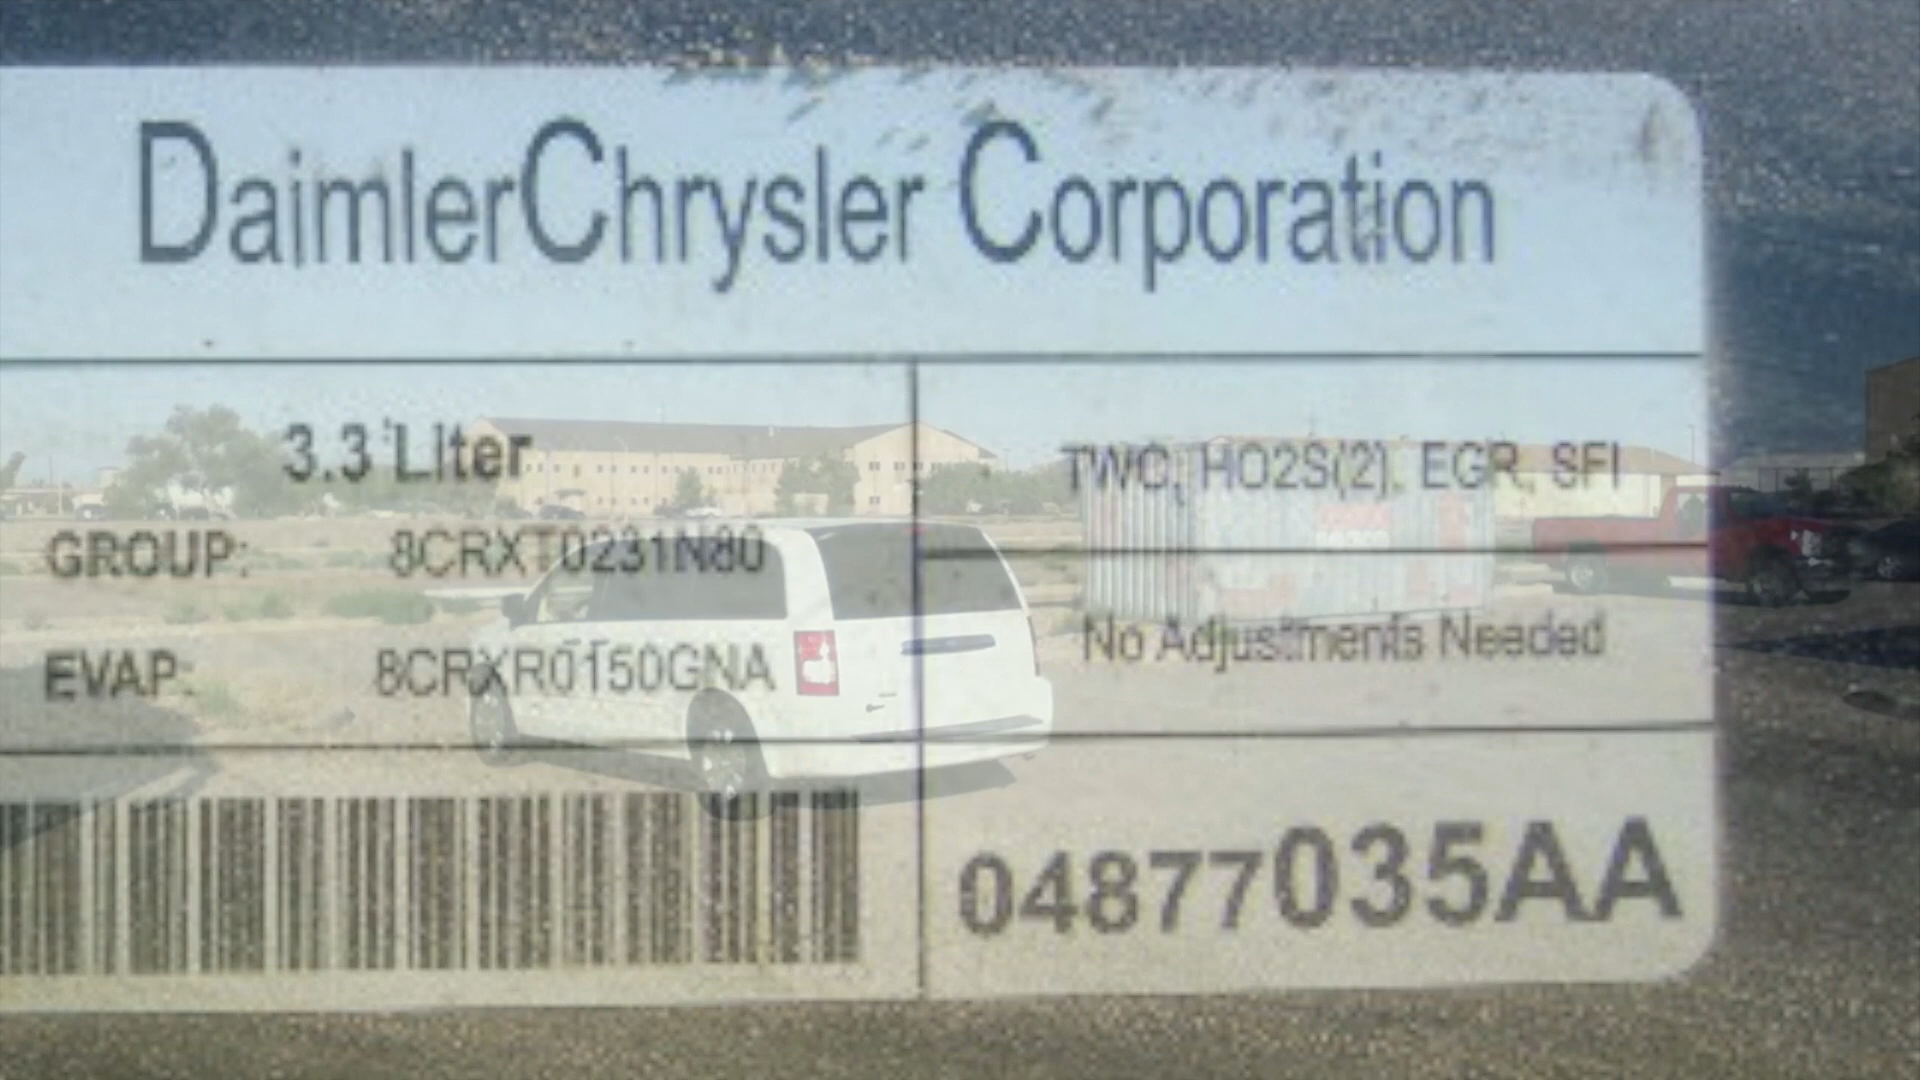 DaimlerChrysler Corporation
3.3 Liter
GROUP: 8CRXT0231N80
EVAP: 8CRXR0150GNA
TWC, HO2S(2), EGR, SFI
No Adjustments Needed
04877035AA